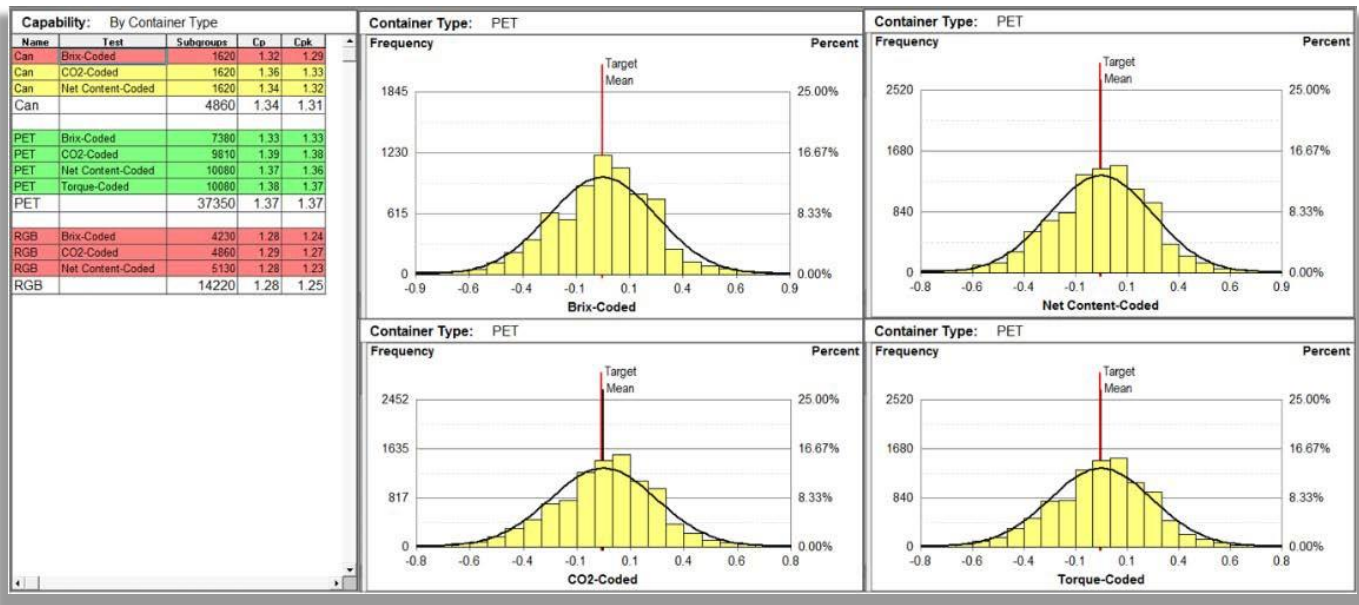 Capability: By Container Type
Name Test Subgroups Cp Cpk
Can Brix-Coded 1620 1.32 1.29
Can CO2-Coded 1620 1.36 1.33
Can Net Content-Coded 1620 1.34 1.32
Can 4860 1.34 1.31
PET Brix-Coded 7380 1.33 1.33
PET CO2-Coded 9810 1.39 1.38
PET Net Content-Coded 10080 1.37 1.36
PET Torque-Coded 10080 1.38 1.37
PET 37350 1.37 1.37
RGB Brix-Coded 4230 1.28 1.24
RGB CO2-Coded 4860 1.29 1.27
RGB Net Content-Coded 5130 1.28 1.23
RGB 14220 1.28 1.25
Container Type: PET
Frequency Percent
Target
Mean
1845 25.00%
1230 16.67%
615 8.33%
0 0.00%
-0.9 -0.6 -0.4 -0.1 0.1 0.4 0.6 0.9
Brix-Coded
Container Type: PET
Frequency Percent
Target
Mean
2520 25.00%
1680 16.67%
840 8.33%
0 0.00%
-0.8 -0.6 -0.4 -0.1 0.1 0.4 0.6 0.9
Net Content-Coded
Container Type: PET
Frequency Percent
Target
Mean
2452 25.00%
1635 16.67%
817 8.33%
0 0.00%
-0.8 -0.6 -0.4 -0.1 0.1 0.4 0.6 0.8
CO2-Coded
Container Type: PET
Frequency Percent
Target
Mean
2520 25.00%
1680 16.67%
840 8.33%
0 0.00%
-0.8 -0.6 -0.4 -0.1 0.1 0.4 0.6 0.8
Torque-Coded